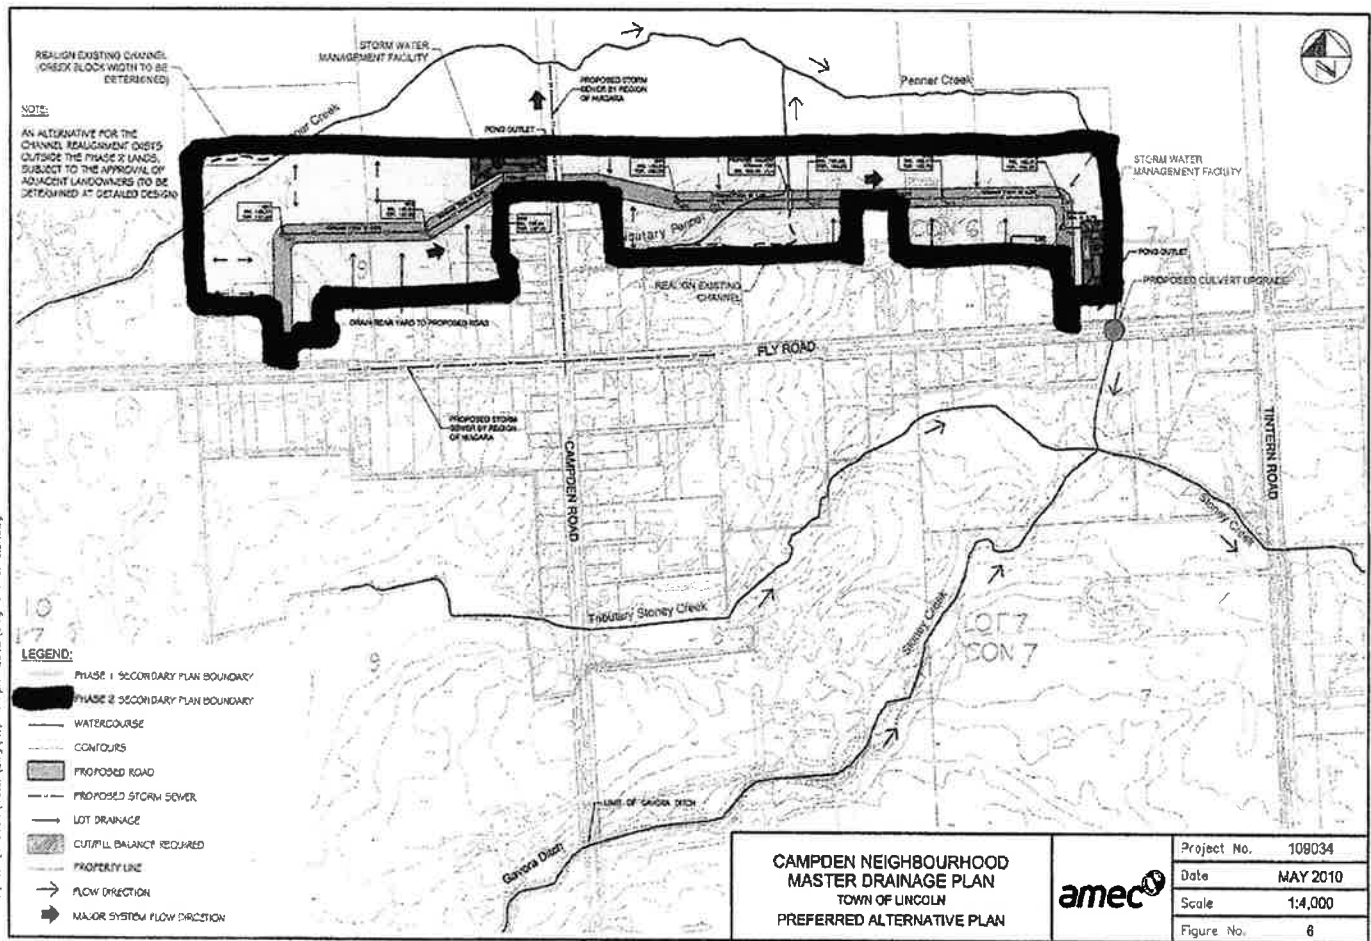 REALIGN EXISTING CHANNEL
(CREEK BLOCK WIDTH TO BE
DETERMINED)
STORM WATER
MANAGEMENT FACILITY
PROPOSED STORM
SEWER BY REGION
OF NIAGARA
Penner Creek
NOTE:
AN ALTERNATIVE FOR THE
CHANNEL REALIGNMENT EXISTS
OUTSIDE THE PHASE 2 LANDS,
SUBJECT TO THE APPROVAL OF
ADJACENT LANDOWNERS (TO BE
DETERMINED AT DETAILED DESIGN)
Creek
POND OUTLET
STORM WATER
MANAGEMENT FACILITY
CON 6
7
9
POND OUTLET
REALIGN EXISTING
CHANNEL
PROPOSED CULVERT UPGRADE
DRAIN REAR YARD TO PROPOSED ROAD
FLY ROAD
PROPOSED STORM
SEWER BY REGION
OF NIAGARA
CAMPDEN ROAD
TINTERN ROAD
Stoney Creek
Tributary Stoney Creek
Stoney Creek
LOT 7
CON 7
10
9
7
LEGEND:
PHASE 1 SECONDARY PLAN BOUNDARY
PHASE 2 SECONDARY PLAN BOUNDARY
WATERCOURSE
CONTOURS
PROPOSED ROAD
PROPOSED STORM SEWER
LOT DRAINAGE
CUT/FILL BALANCE REQUIRED
PROPERTY LINE
FLOW DIRECTION
MAJOR SYSTEM FLOW DIRECTION
LIMIT OF GAVORA DITCH
Gavora Ditch
CAMPDEN NEIGHBOURHOOD
MASTER DRAINAGE PLAN
TOWN OF LINCOLN
PREFERRED ALTERNATIVE PLAN
amec
Project No. 109034
Date MAY 2010
Scale 1:4,000
Figure No. 6